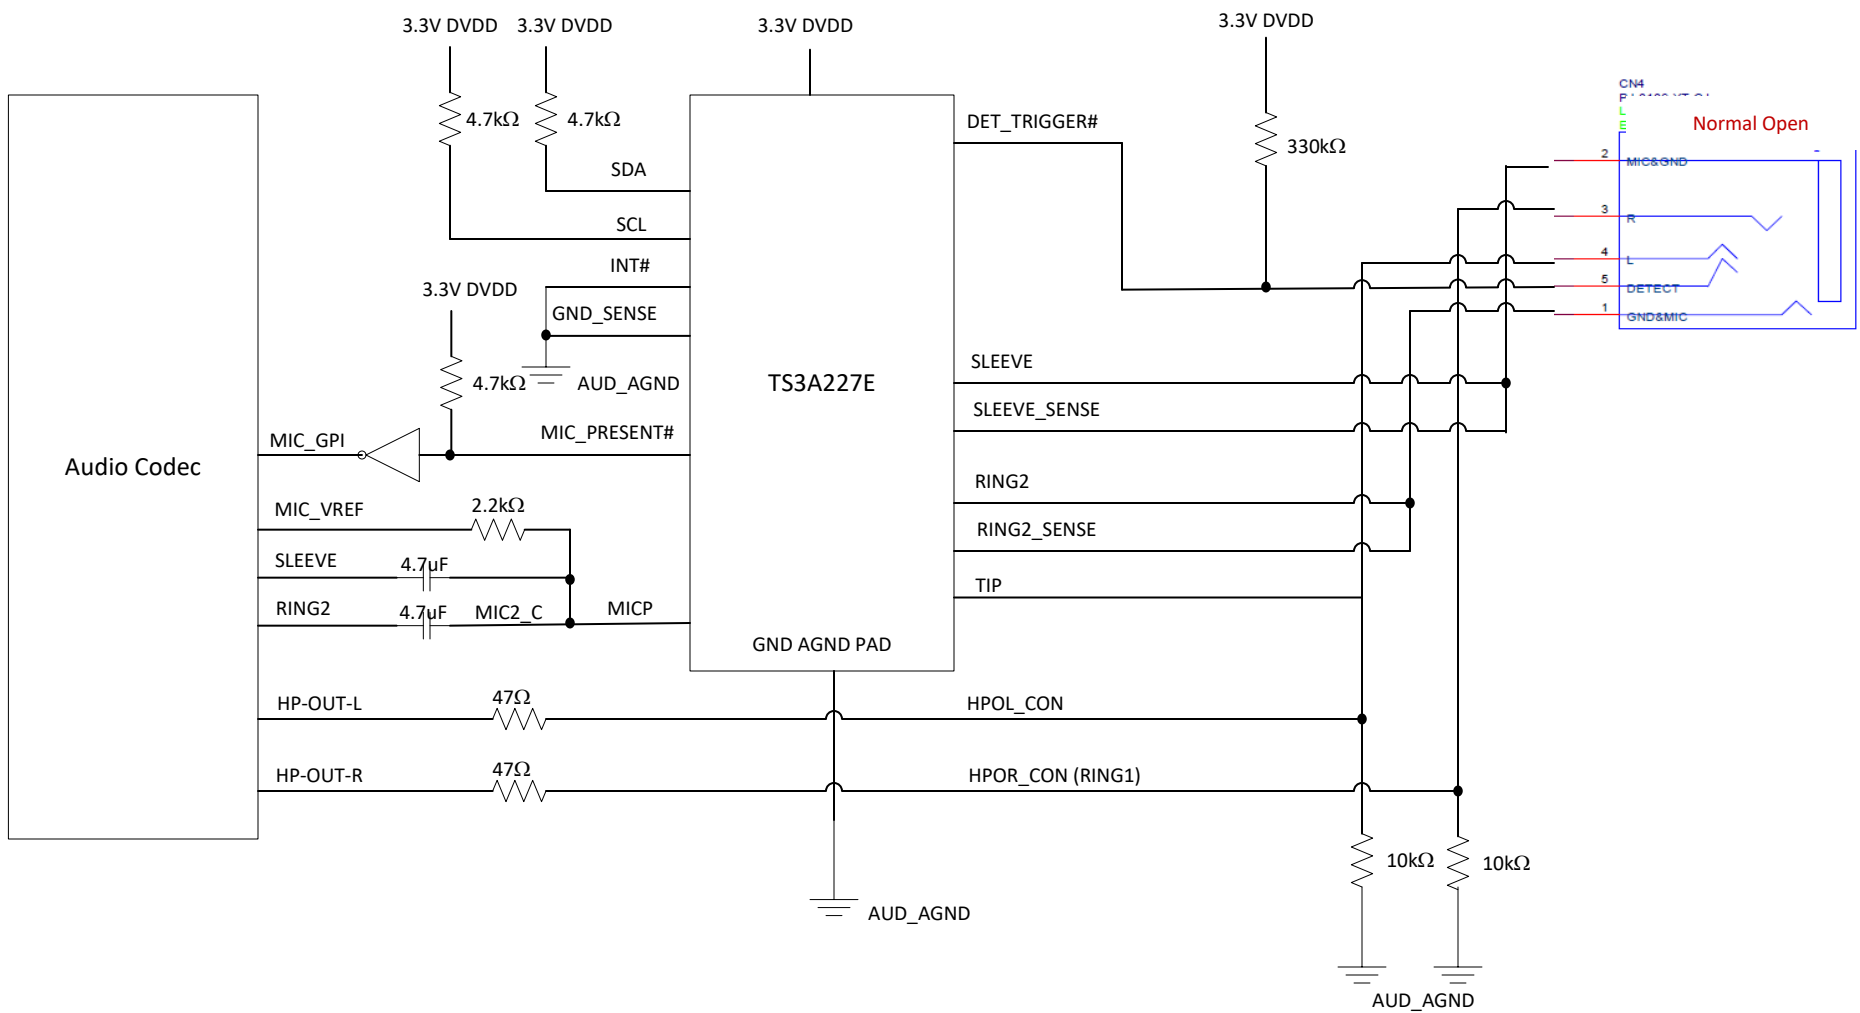 3.3V DVDD
3.3V DVDD
3.3V DVDD
3.3V DVDD
CN4
Normal Open
4.7kΩ
4.7kΩ
DET_TRIGGER#
330kΩ
SDA
SCL
INT#
3.3V DVDD
GND_SENSE
2
MIC&GND
3
R
4
L
5
DETECT
1
GND&MIC
4.7kΩ
AUD_AGND
TS3A227E
SLEEVE
SLEEVE_SENSE
MIC_GPI
MIC_PRESENT#
Audio Codec
MIC_VREF
2.2kΩ
RING2
RING2_SENSE
SLEEVE
4.7uF
TIP
RING2
4.7uF
MIC2_C
MICP
GND AGND PAD
HP-OUT-L
47Ω
HPOL_CON
HP-OUT-R
47Ω
HPOR_CON (RING1)
10kΩ
10kΩ
AUD_AGND
AUD_AGND